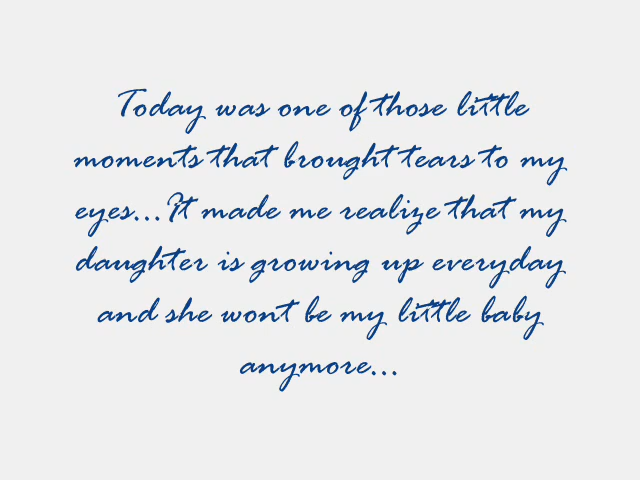 Today was one of those little
moments that brought tears to my
eyes...It made me realize that my
daughter is growing up everyday
and she wont be my little baby
anymore...